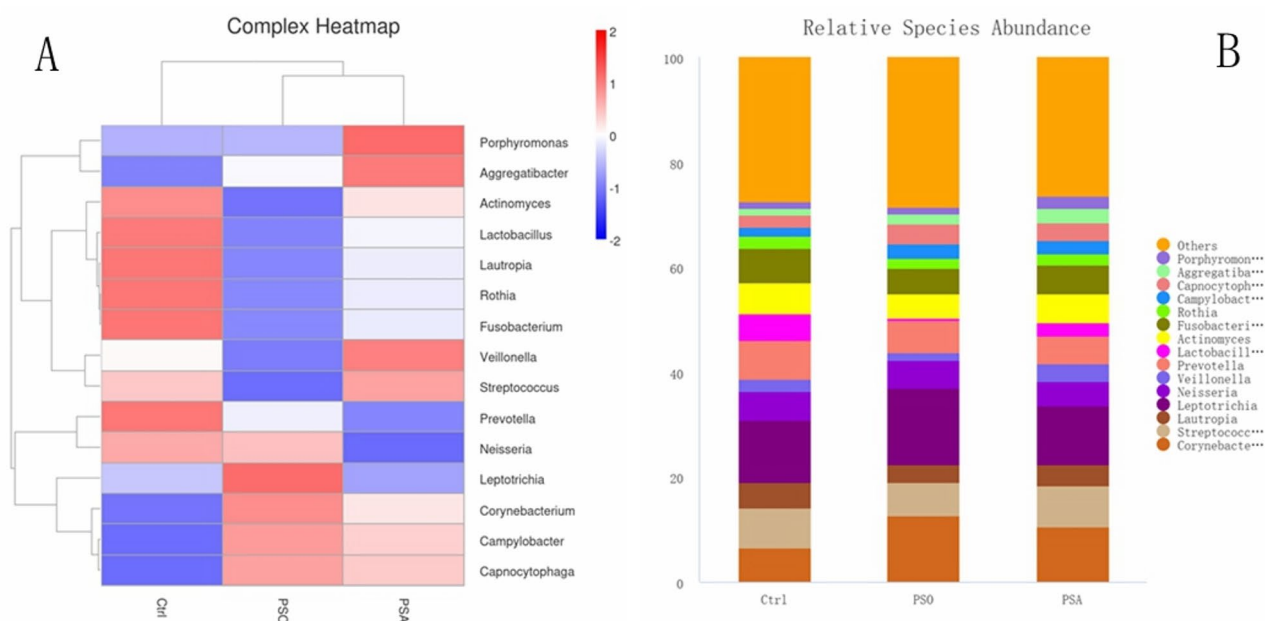 A
Complex Heatmap
2
1
0
-1
-2
Porphyromonas
Aggregatibacter
Actinomyces
Lactobacillus
Lautropia
Rothia
Fusobacterium
Veillonella
Streptococcus
Prevotella
Neisseria
Leptotrichia
Corynebacterium
Campylobacter
Capnocytophaga
Ctrl
PSO
PSA
Relative Species Abundance
B
100
80
60
40
20
0
Ctrl
PSO
PSA
Others
Porphyromon…
Aggregatiba…
Capnocytoph…
Campylobact…
Rothia
Fusobacteri…
Actinomyces
Lactobacill…
Prevotella
Veillonella
Neisseria
Leptotrichia
Lautropia
Streptococc…
Corynebacte…